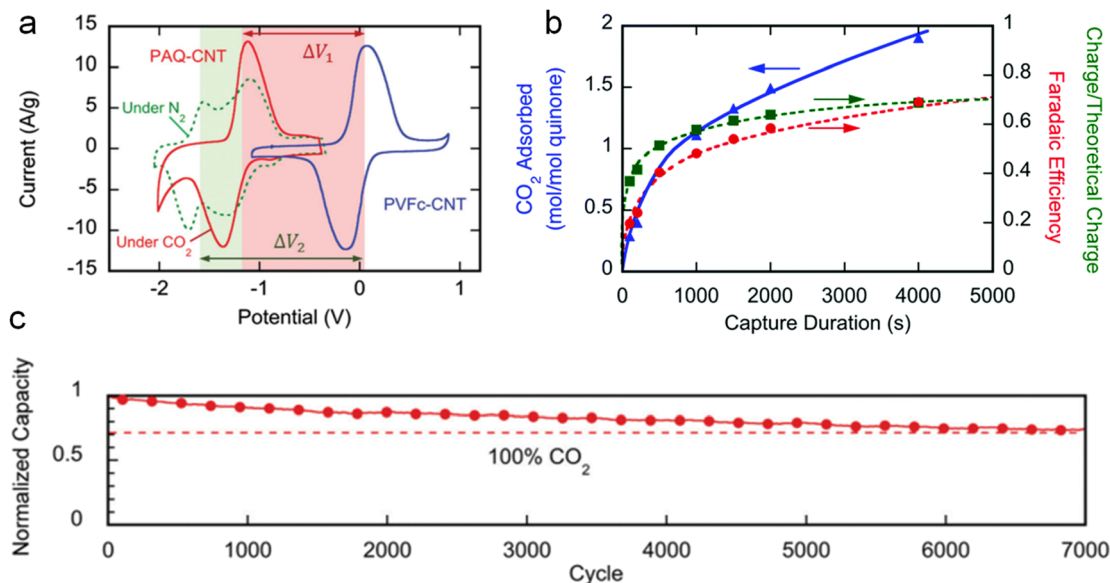 a
15
10
5
0
-5
-10
-15
Current (A/g)
PAQ-CNT
ΔV₁
Under N₂
PVFc-CNT
Under CO₂
ΔV₂
-2
-1
0
1
Potential (V)
b
2
1.5
1
0.5
0
CO₂ Adsorbed
(mol/mol quinone)
1
0.8
0.6
0.4
0.2
0
Faradaic Efficiency
Charge/Theoretical Charge
0
1000
2000
3000
4000
5000
Capture Duration (s)
c
Normalized Capacity
1
0.5
0
100% CO₂
0
1000
2000
3000
4000
5000
6000
7000
Cycle